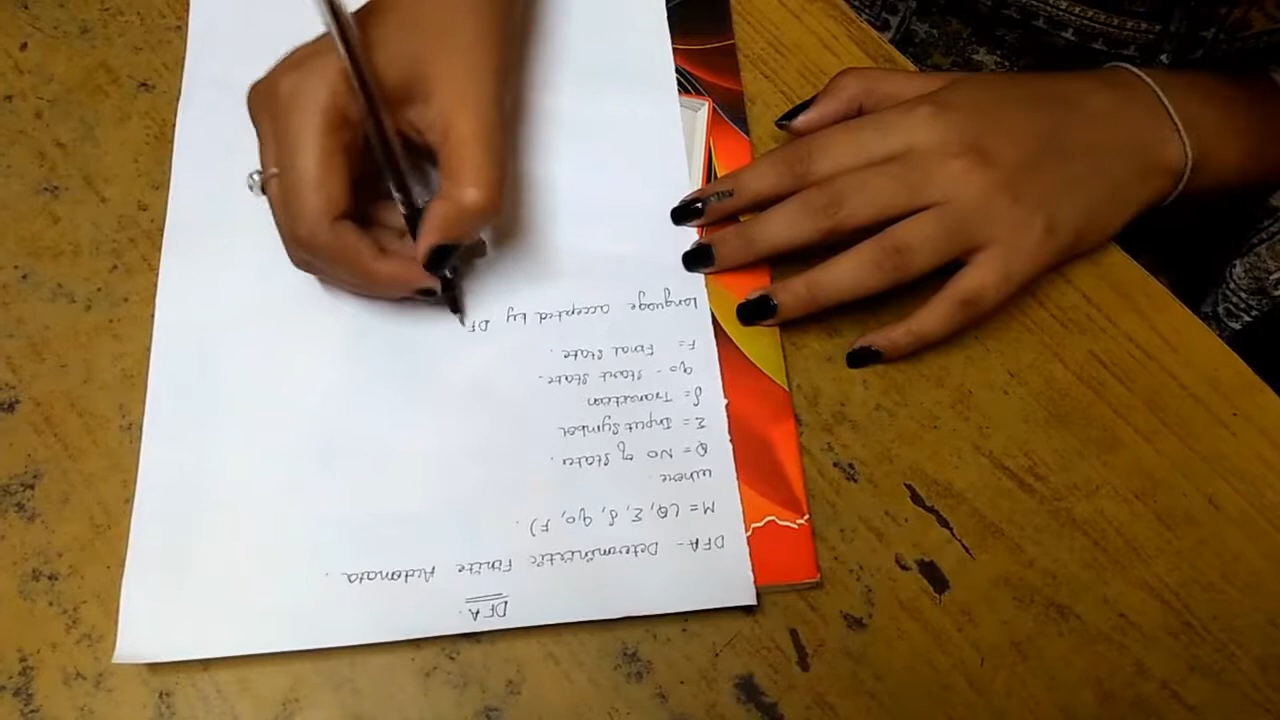 DFA.
DFA - Deterministic Finite Automata.
M = (Q, Σ, δ, q0, F).
where
Q = No of States.
Σ = Input Symbol
δ = Transition
q0 - Start State.
F = Final State.
Language accepted by DF